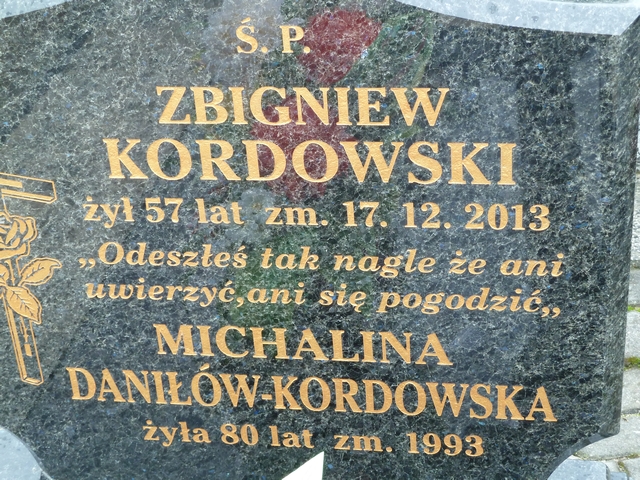 Ś. P.
ZBIGNIEW
KORDOWSKI
żył 57 lat zm. 17. 12. 2013
„Odeszłeś tak nagle że ani
uwierzyć,ani się pogodzić„
MICHALINA
DANIŁÓW-KORDOWSKA
żyła 80 lat zm. 1993